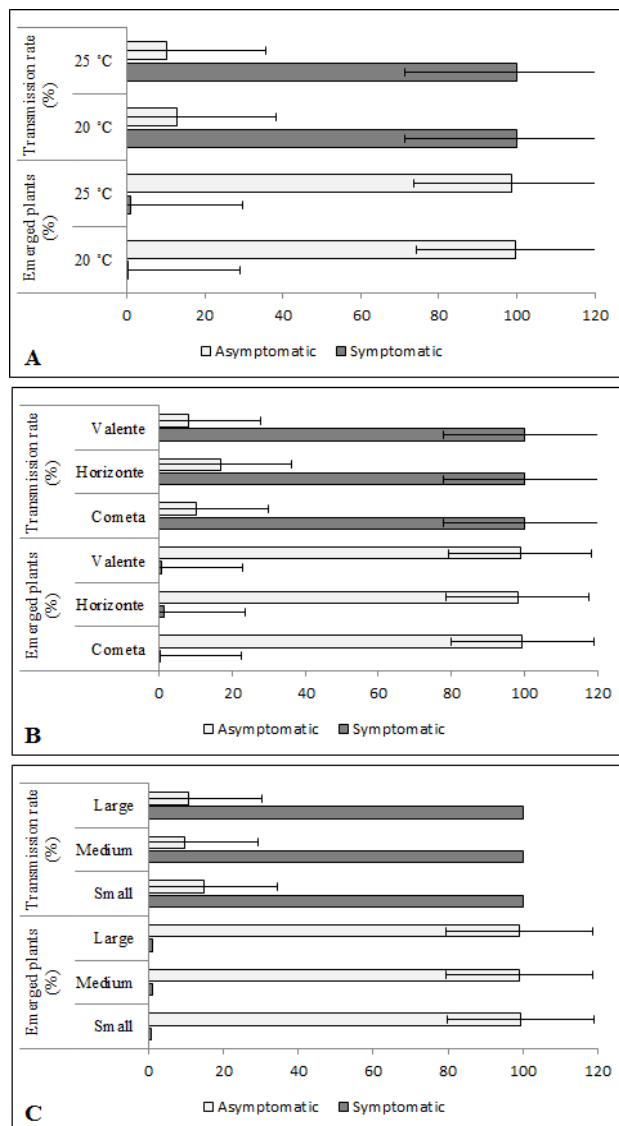 Transmission rate
(%)
25 ˚C
20 ˚C
Emerged plants
(%)
25 ˚C
20 ˚C
0 20 40 60 80 100 120
Asymptomatic Symptomatic
A
Transmission rate
(%)
Valente
Horizonte
Cometa
Emerged plants
(%)
Valente
Horizonte
Cometa
0 20 40 60 80 100 120
Asymptomatic Symptomatic
B
Transmission rate
(%)
Large
Medium
Small
Emerged plants
(%)
Large
Medium
Small
0 20 40 60 80 100 120
Asymptomatic Symptomatic
C